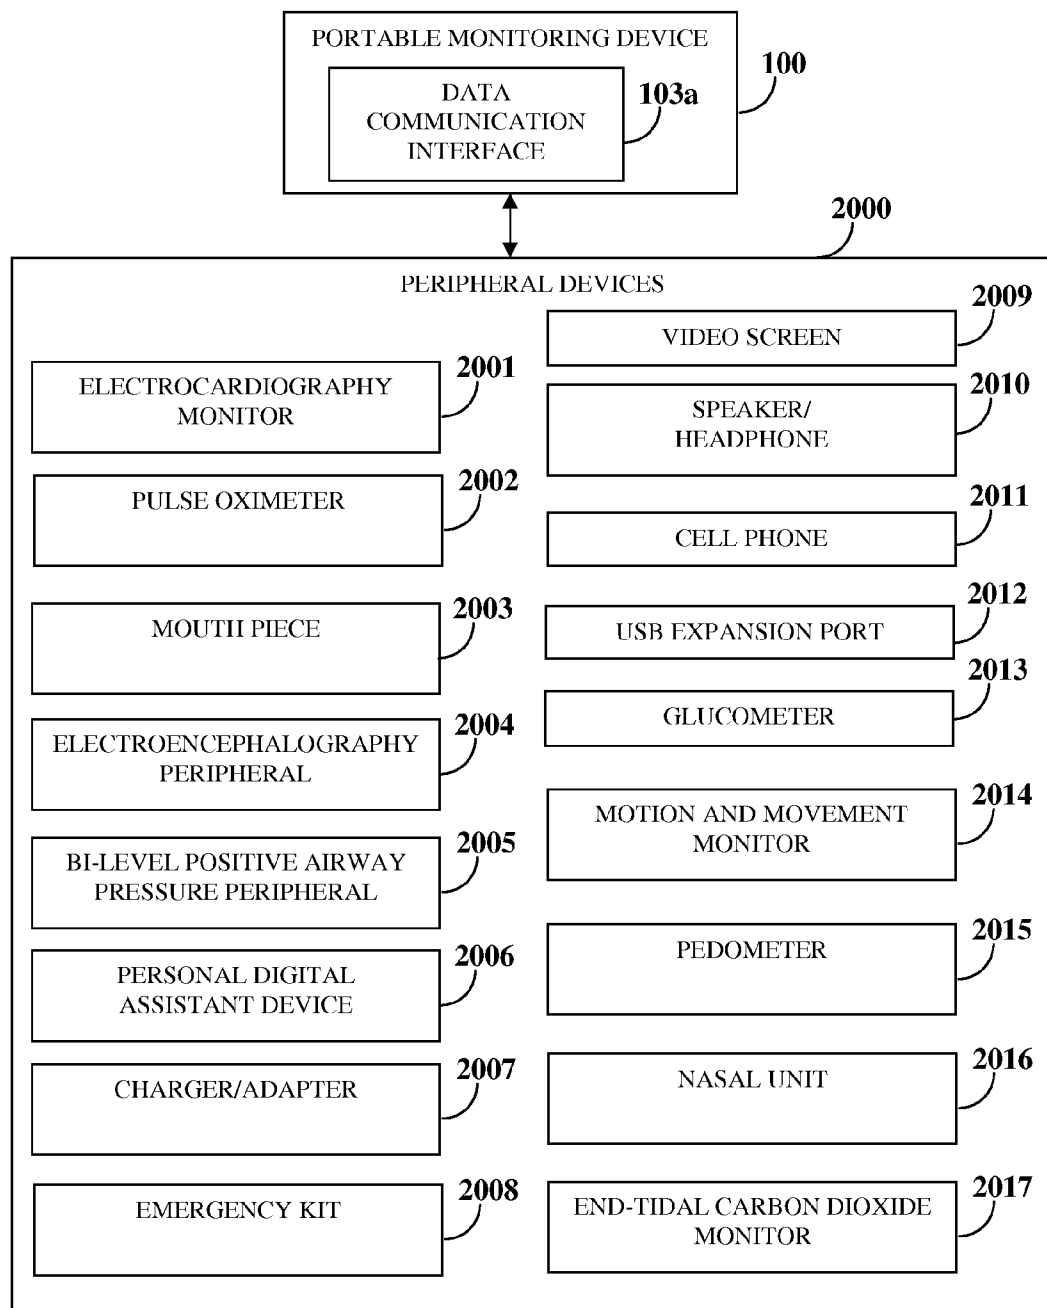 PORTABLE MONITORING DEVICE
100
DATA
COMMUNICATION
INTERFACE
103a
2000
PERIPHERAL DEVICES
ELECTROCARDIOGRAPHY
MONITOR
2001
PULSE OXIMETER
2002
MOUTH PIECE
2003
ELECTROENCEPHALOGRAPHY
PERIPHERAL
2004
BI-LEVEL POSITIVE AIRWAY
PRESSURE PERIPHERAL
2005
PERSONAL DIGITAL
ASSISTANT DEVICE
2006
CHARGER/ADAPTER
2007
EMERGENCY KIT
2008
VIDEO SCREEN
2009
SPEAKER/
HEADPHONE
2010
CELL PHONE
2011
USB EXPANSION PORT
2012
GLUCOMETER
2013
MOTION AND MOVEMENT
MONITOR
2014
PEDOMETER
2015
NASAL UNIT
2016
END-TIDAL CARBON DIOXIDE
MONITOR
2017